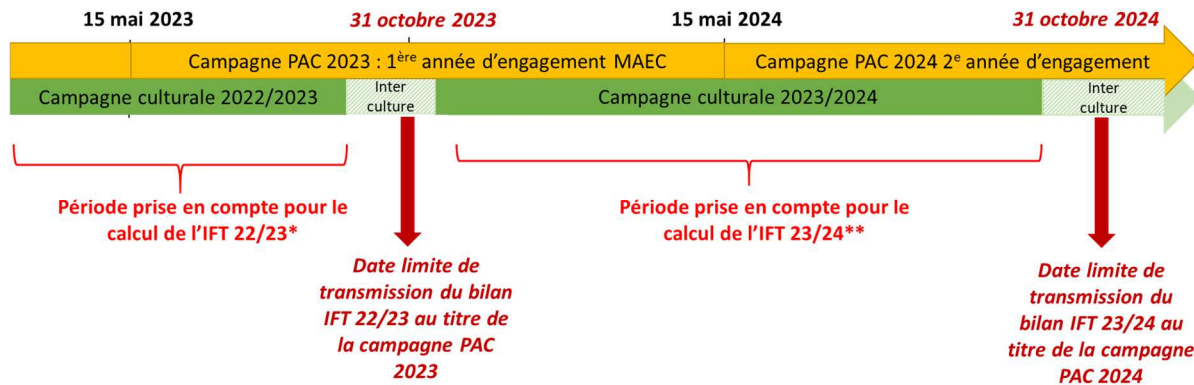 15 mai 2023
31 octobre 2023
15 mai 2024
31 octobre 2024
Campagne PAC 2023 : 1ère année d’engagement MAEC
Campagne PAC 2024 2e année d’engagement
Campagne culturale 2022/2023
Inter
culture
Campagne culturale 2023/2024
Inter
culture
Période prise en compte pour le
calcul de l’IFT 22/23*
Période prise en compte pour le
calcul de l’IFT 23/24**
Date limite de
transmission du bilan
IFT 22/23 au titre de
la campagne PAC
2023
Date limite de
transmission du
bilan IFT 23/24 au
titre de la campagne
PAC 2024